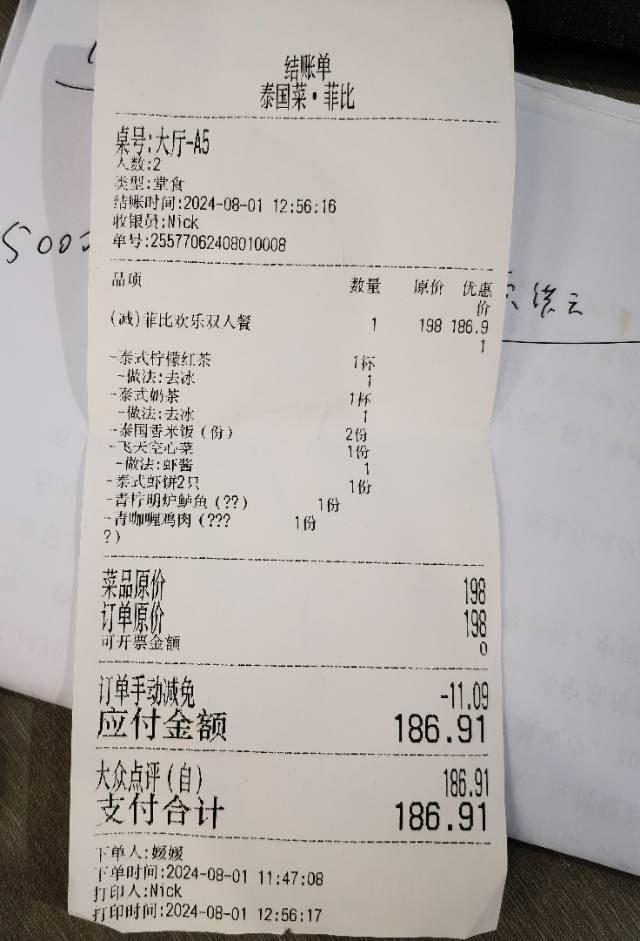 结账单
泰国菜·菲比
桌号:大厅-A5
人数:2
类型:堂食
结账时间:2024-08-01 12:56:16
收银员:Nick
单号:25577062408010008
品项 数量 原价 优惠价
(减)菲比欢乐双人餐 1 198 186.91
-泰式柠檬红茶 1杯
-做法:去冰 1
-泰式奶茶 1杯
-做法:去冰 1
-泰国香米饭(份) 2份
-飞天空心菜 1份
-做法:虾酱 1
-泰式虾饼2只 1份
-青柠明炉鲈鱼(??) 1份
-青咖喱鸡肉(??? 1份
?)
菜品原价 198
订单原价 198
可开票金额 0
订单手动减免 -11.09
应付金额 186.91
大众点评(自) 186.91
支付合计 186.91
下单人:媛媛
下单时间:2024-08-01 11:47:08
打印人:Nick
打印时间:2024-08-01 12:56:17
500